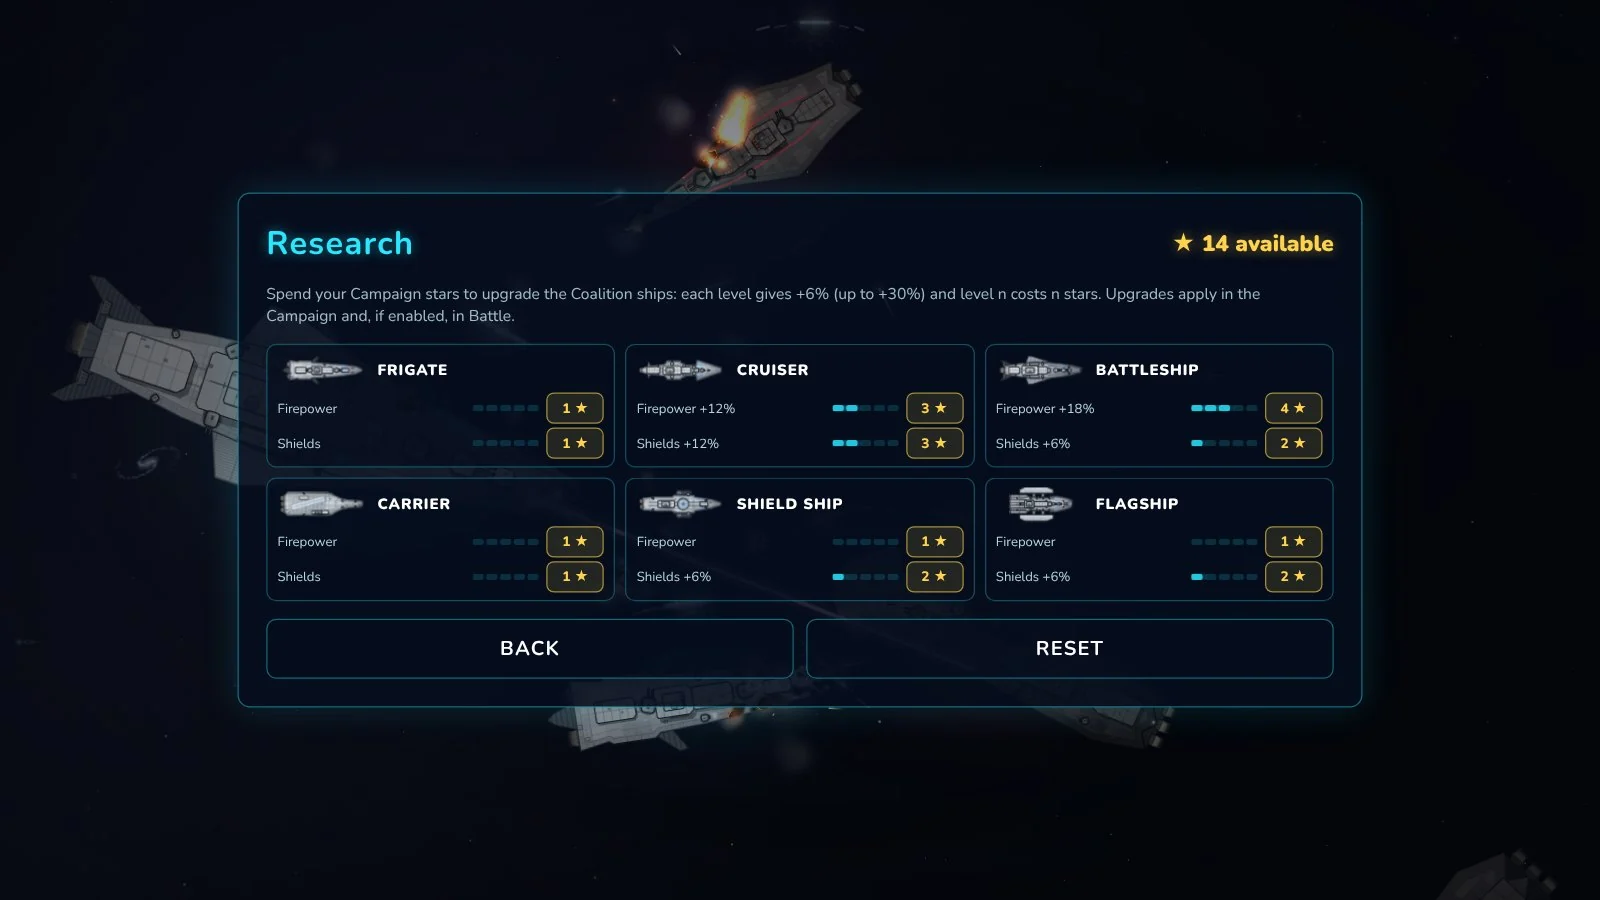 Research
★ 14 available
Spend your Campaign stars to upgrade the Coalition ships: each level gives +6% (up to +30%) and level n costs n stars. Upgrades apply in the
Campaign and, if enabled, in Battle.
FRIGATE
Firepower
1 ★
Shields
1 ★
CRUISER
Firepower +12%
3 ★
Shields +12%
3 ★
BATTLESHIP
Firepower +18%
4 ★
Shields +6%
2 ★
CARRIER
Firepower
1 ★
Shields
1 ★
SHIELD SHIP
Firepower
1 ★
Shields +6%
2 ★
FLAGSHIP
Firepower
1 ★
Shields +6%
2 ★
BACK
RESET